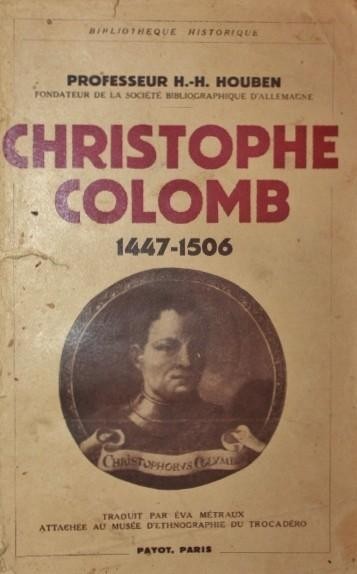 BIBLIOTHEQUE HISTORIQUE
PROFESSEUR H.-H. HOUBEN
FONDATEUR DE LA SOCIÉTÉ BIBLIOGRAPHIQUE D'ALLEMAGNE
CHRISTOPHE
COLOMB
1447-1506
CHRISTOPHORVS COLVMB
TRADUIT PAR ÉVA MÉTRAUX
ATTACHÉE AU MUSÉE D'ETHNOGRAPHIE DU TROCADÉRO
PAYOT, PARIS